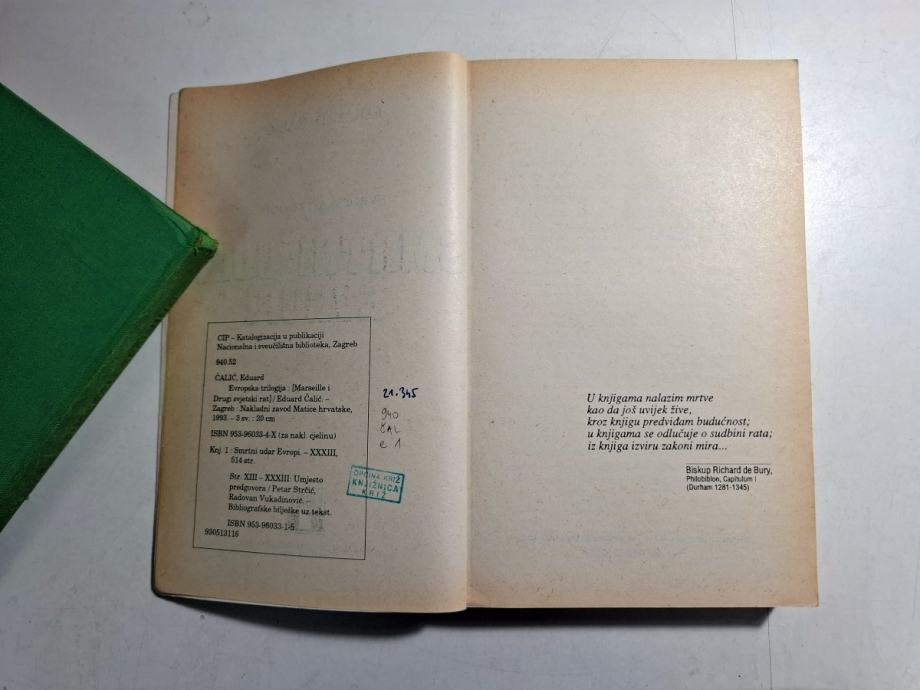 CIP – Katalogizacija u publikaciji
Nacionalna i sveučilišna biblioteka, Zagreb
940.52
ČALIĆ, Eduard
Evropska trilogija : [Marseille i
Drugi svjetski rat] / Eduard Čalić. –
Zagreb : Nakladni zavod Matice hrvatske,
1993. – 3 sv. ; 20 cm
ISBN 953-96033-4-X (za nakl. cjelinu)
Knj. 1 : Smrtni udar Evropi. – XXXIII,
514 str.
Str. XIII – XXXIII: Umjesto
predgovora / Petar Strčić,
Radovan Vukadinović. –
Bibliografske bilješke uz tekst.
ISBN 953-96033-1-5
930513116
21.345
940
ČAL
e 1
OPĆINA KRIŽ
KNJIŽNICA
KRIŽ
U knjigama nalazim mrtve
kao da još uvijek žive,
kroz knjigu predviđam budućnost;
u knjigama se odlučuje o sudbini rata;
iz knjiga izviru zakoni mira...
Biskup Richard de Bury,
Philobiblon, Capitulum I
(Durham 1281-1345)